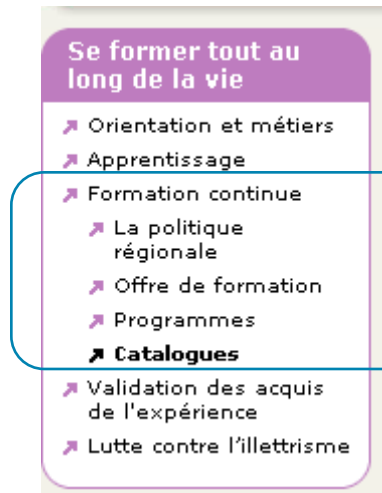 Se former tout au
long de la vie
Orientation et métiers
Apprentissage
Formation continue
La politique
régionale
Offre de formation
Programmes
Catalogues
Validation des acquis
de l'expérience
Lutte contre l'illettrisme